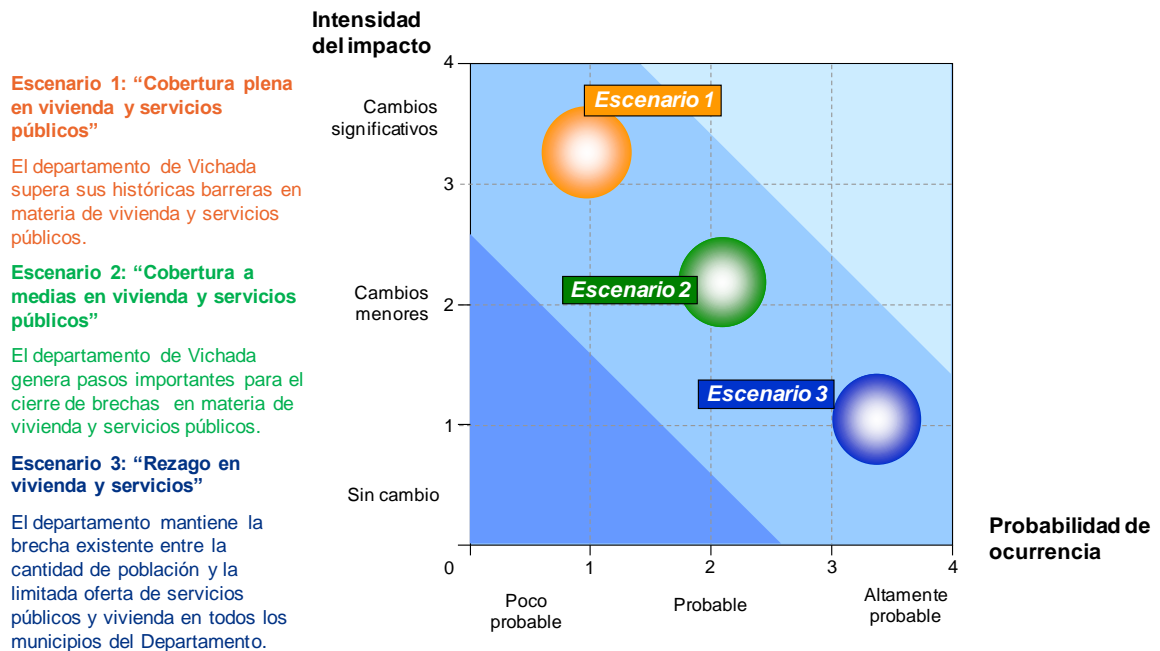 Intensidad
del impacto
Escenario 1: “Cobertura plena
en vivienda y servicios
públicos”
El departamento de Vichada
supera sus históricas barreras en
materia de vivienda y servicios
públicos.
Escenario 2: “Cobertura a
medias en vivienda y servicios
públicos”
El departamento de Vichada
genera pasos importantes para el
cierre de brechas en materia de
vivienda y servicios públicos.
Escenario 3: “Rezago en
vivienda y servicios”
El departamento mantiene la
brecha existente entre la
cantidad de población y la
limitada oferta de servicios
públicos y vivienda en todos los
municipios del Departamento.
4
Cambios
significativos
3
Cambios
menores
2
1
Sin cambio
Escenario 1
Escenario 2
Escenario 3
0
1
2
3
4
Poco
probable
Probable
Altamente
probable
Probabilidad de
ocurrencia